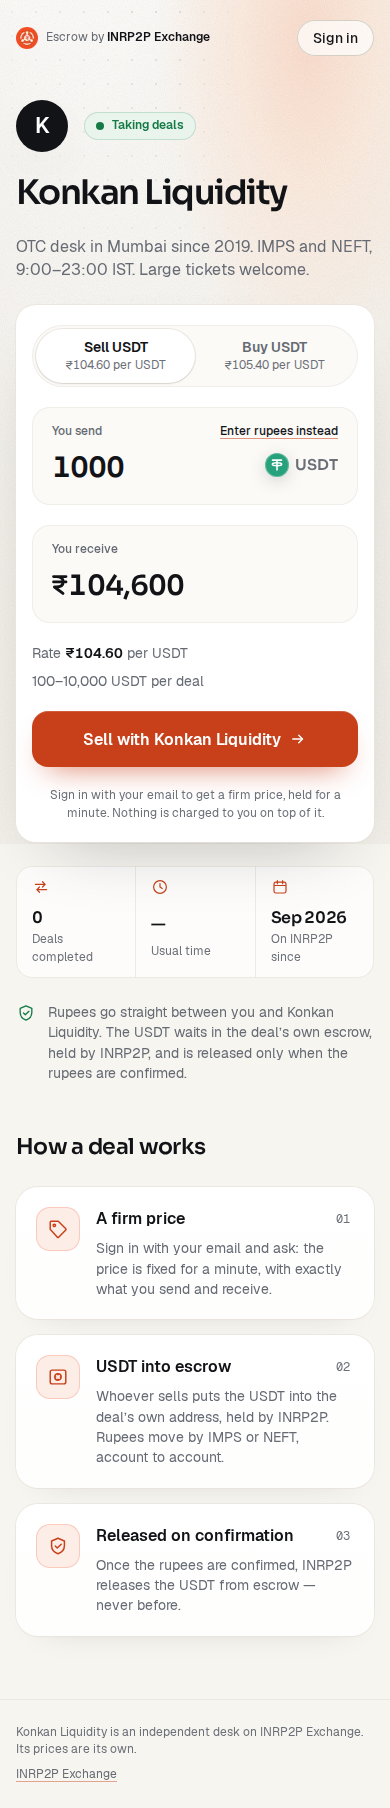 Escrow by INRP2P Exchange
Sign in
K
Taking deals
Konkan Liquidity
OTC desk in Mumbai since 2019. IMPS and NEFT,
9:00–23:00 IST. Large tickets welcome.
Sell USDT
₹104.60 per USDT
Buy USDT
₹105.40 per USDT
You send
Enter rupees instead
1000
USDT
You receive
₹104,600
Rate ₹104.60 per USDT
100–10,000 USDT per deal
Sell with Konkan Liquidity →
Sign in with your email to get a firm price, held for a
minute. Nothing is charged to you on top of it.
0
Deals
completed
—
Usual time
Sep 2026
On INRP2P
since
Rupees go straight between you and Konkan
Liquidity. The USDT waits in the deal's own escrow,
held by INRP2P, and is released only when the
rupees are confirmed.
How a deal works
A firm price
01
Sign in with your email and ask: the
price is fixed for a minute, with exactly
what you send and receive.
USDT into escrow
02
Whoever sells puts the USDT into the
deal's own address, held by INRP2P.
Rupees move by IMPS or NEFT,
account to account.
Released on confirmation
03
Once the rupees are confirmed, INRP2P
releases the USDT from escrow —
never before.
Konkan Liquidity is an independent desk on INRP2P Exchange.
Its prices are its own.
INRP2P Exchange